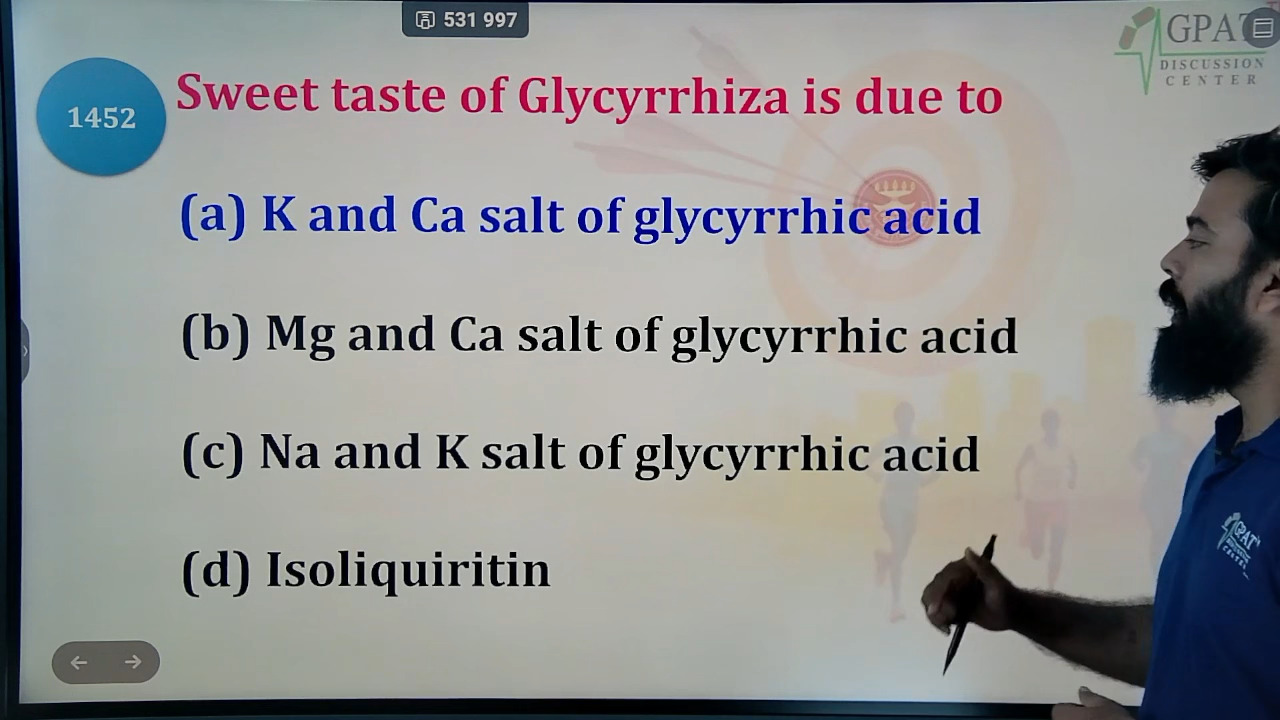 531 997
GPAT
DISCUSSION
CENTER
1452
Sweet taste of Glycyrrhiza is due to
(a) K and Ca salt of glycyrrhic acid
(b) Mg and Ca salt of glycyrrhic acid
(c) Na and K salt of glycyrrhic acid
(d) Isoliquiritin
GPAT